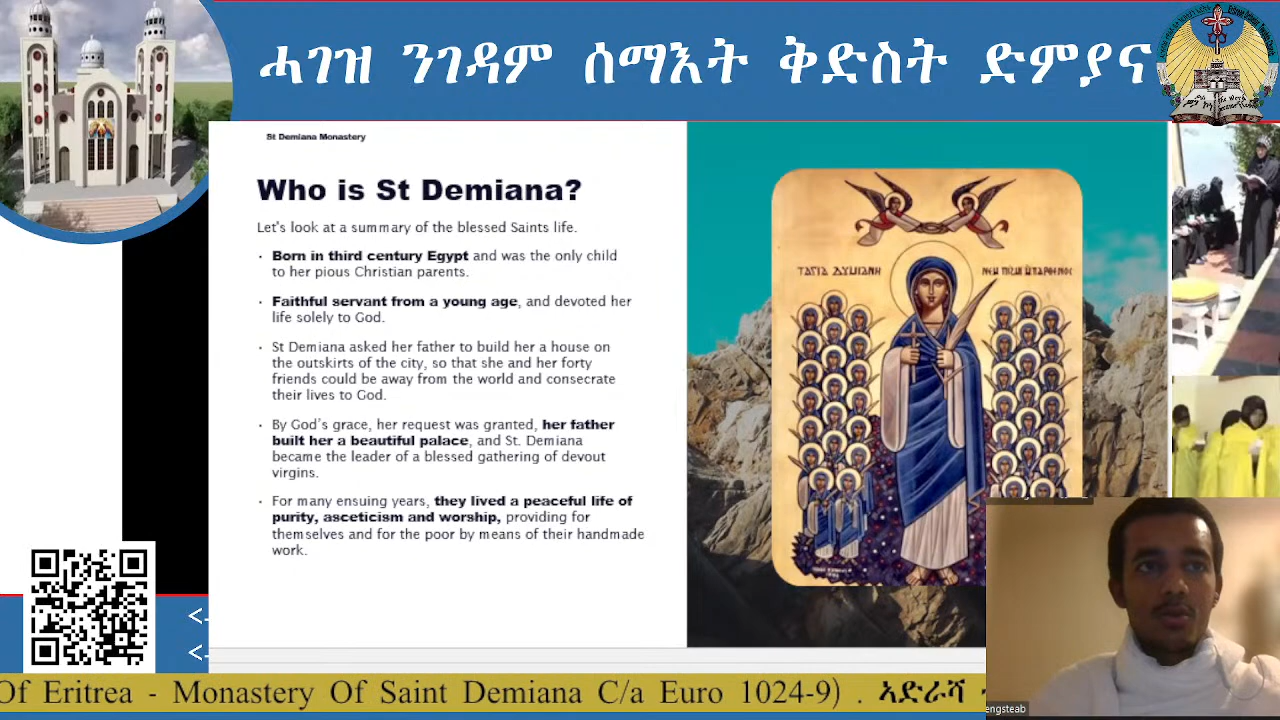 ሓገዝ ንገዳም ሰማእት ቅድስት ድምያና
St Demiana Monastery
Who is St Demiana?
Let's look at a summary of the blessed Saints life.
· Born in third century Egypt and was the only child
to her pious Christian parents.
· Faithful servant from a young age, and devoted her
life solely to God.
· St Demiana asked her father to build her a house on
the outskirts of the city, so that she and her forty
friends could be away from the world and consecrate
their lives to God.
· By God's grace, her request was granted, her father
built her a beautiful palace, and St. Demiana
became the leader of a blessed gathering of devout
virgins.
· For many ensuing years, they lived a peaceful life of
purity, asceticism and worship, providing for
themselves and for the poor by means of their handmade
work.
<-
<-
Of Eritrea - Monastery Of Saint Demiana C/a Euro 1024-9) . ኣድራሻ
engsteab